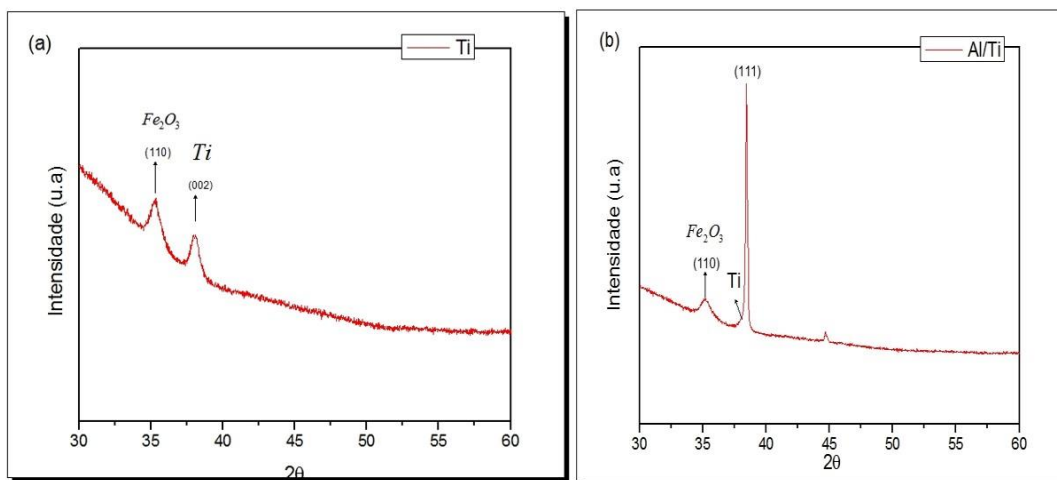 (a)
Ti
Fe₂O₃
(110)
Ti
(002)
Intensidade (u.a)
30 35 40 45 50 55 60
2θ
(b)
Al/Ti
(111)
Fe₂O₃
(110)
Ti
Intensidade (u.a)
30 35 40 45 50 55 60
2θ